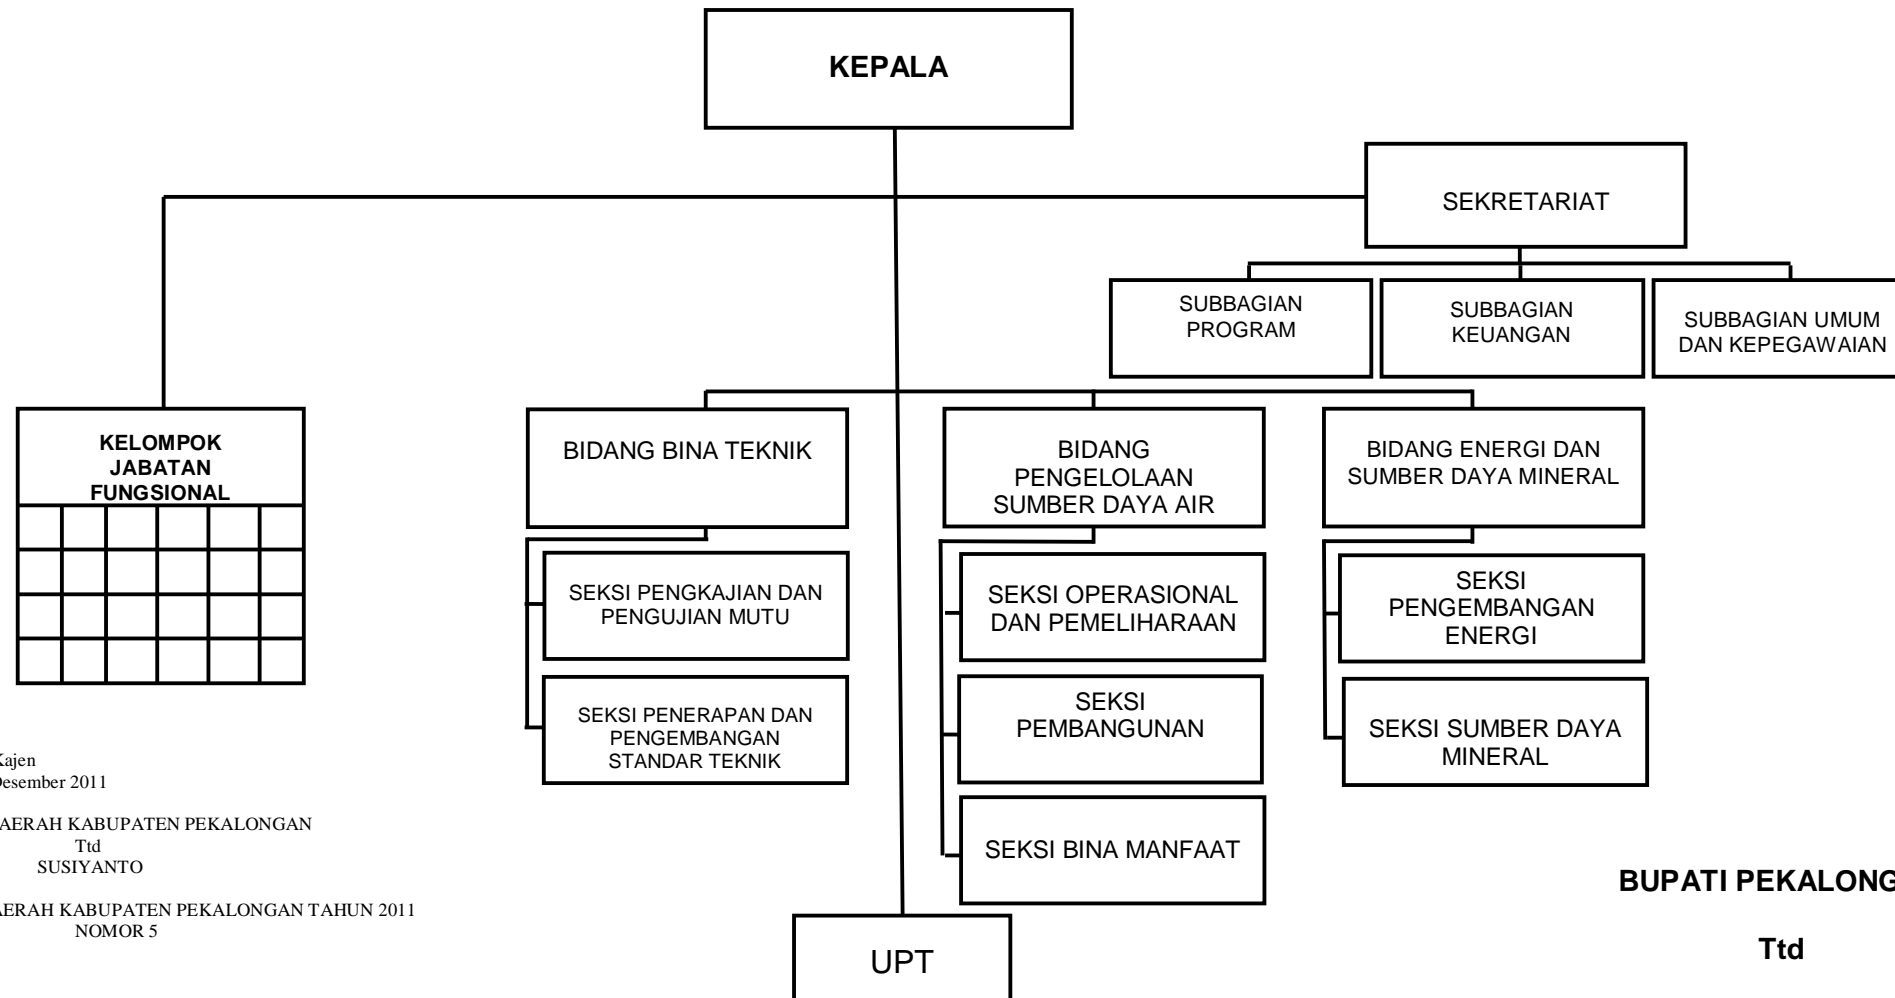 KEPALA
SEKRETARIAT
SUBBAGIAN
PROGRAM
SUBBAGIAN
KEUANGAN
SUBBAGIAN UMUM
DAN KEPEGAWAIAN
KELOMPOK
JABATAN
FUNGSIONAL
BIDANG BINA TEKNIK
BIDANG
PENGELOLAAN
SUMBER DAYA AIR
BIDANG ENERGI DAN
SUMBER DAYA MINERAL
SEKSI PENGKAJIAN DAN
PENGUJIAN MUTU
SEKSI OPERASIONAL
DAN PEMELIHARAAN
SEKSI
PENGEMBANGAN
ENERGI
SEKSI PENERAPAN DAN
PENGEMBANGAN
STANDAR TEKNIK
SEKSI
PEMBANGUNAN
SEKSI SUMBER DAYA
MINERAL
SEKSI BINA MANFAAT
UPT
Kajen
Desember 2011
AERAH KABUPATEN PEKALONGAN
Ttd
SUSIYANTO
AERAH KABUPATEN PEKALONGAN TAHUN 2011
NOMOR 5
BUPATI PEKALONG
Ttd